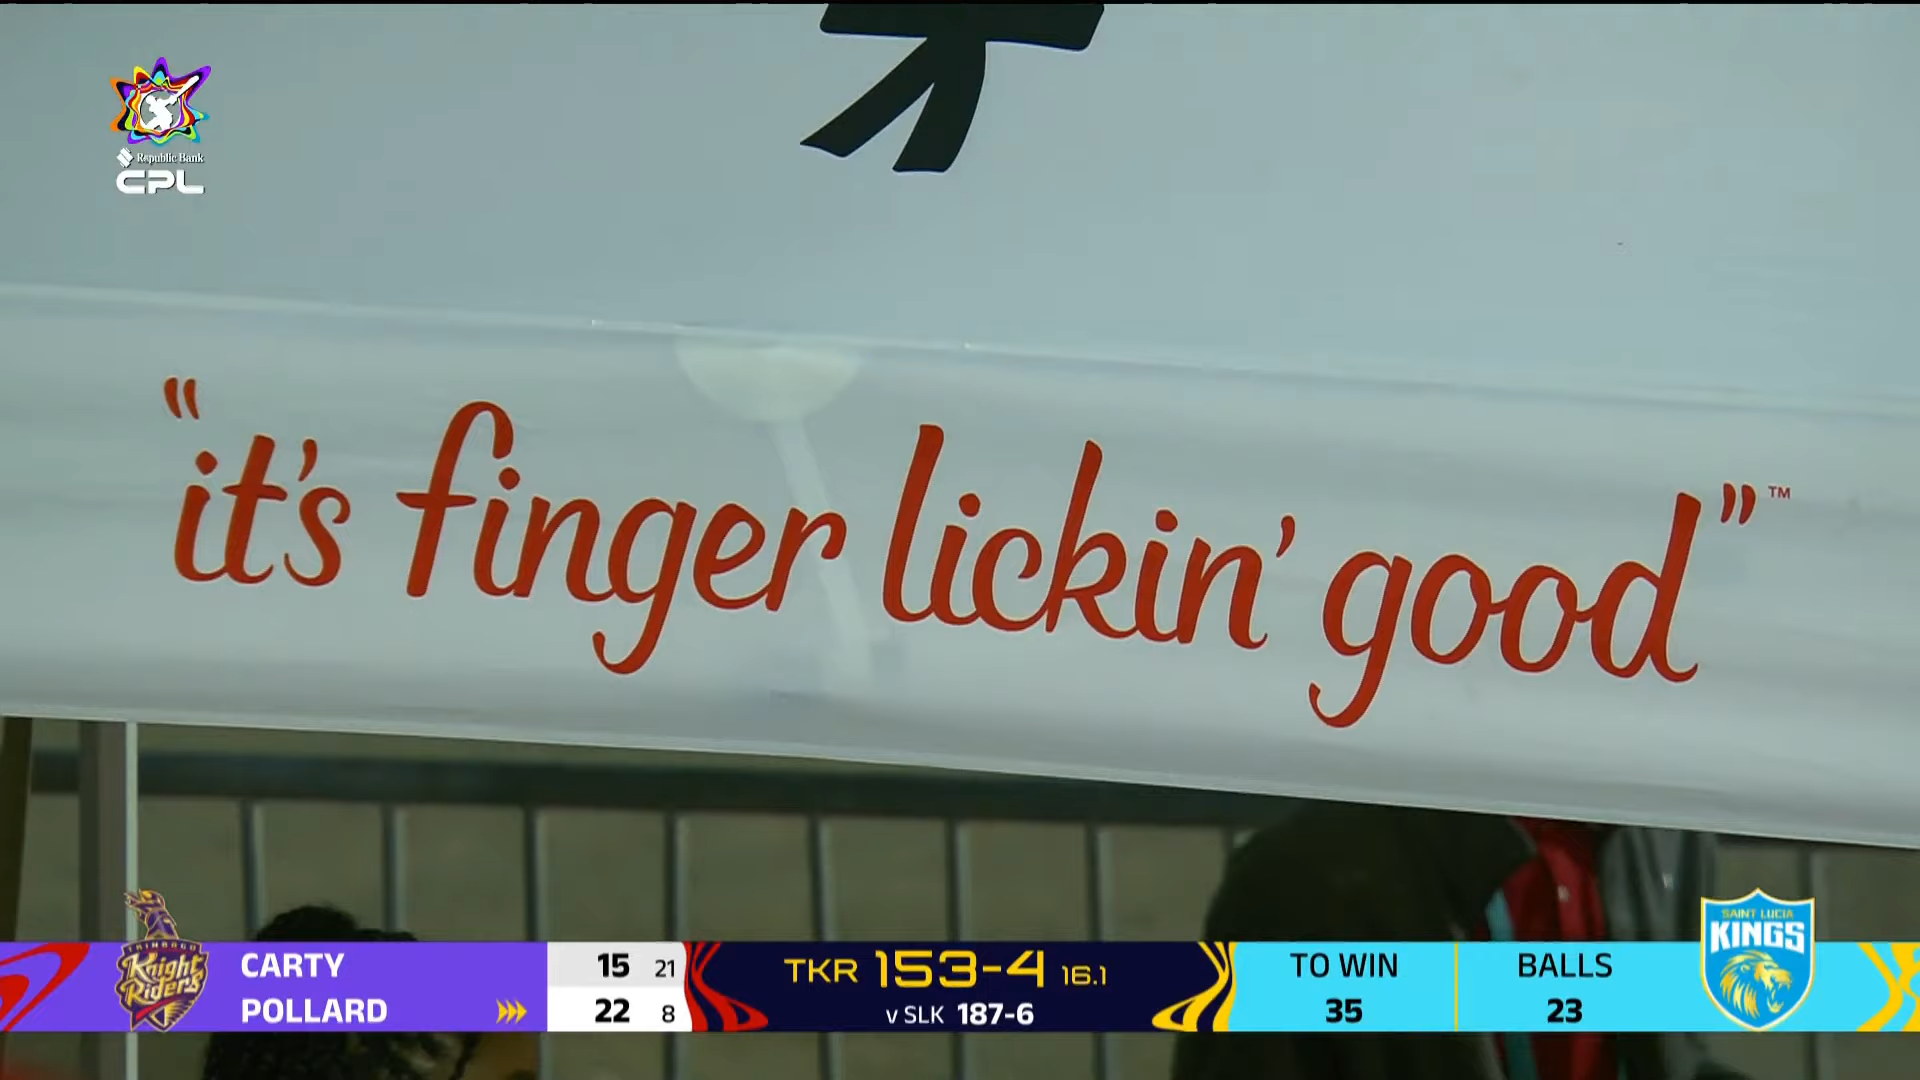 Republic Bank
CPL
"it's finger lickin' good"™
TRINBAGO
Knight
Riders
CARTY 15 21
POLLARD 22 8
TKR 153-4 16.1
v SLK 187-6
TO WIN
35
BALLS
23
SAINT LUCIA
KINGS